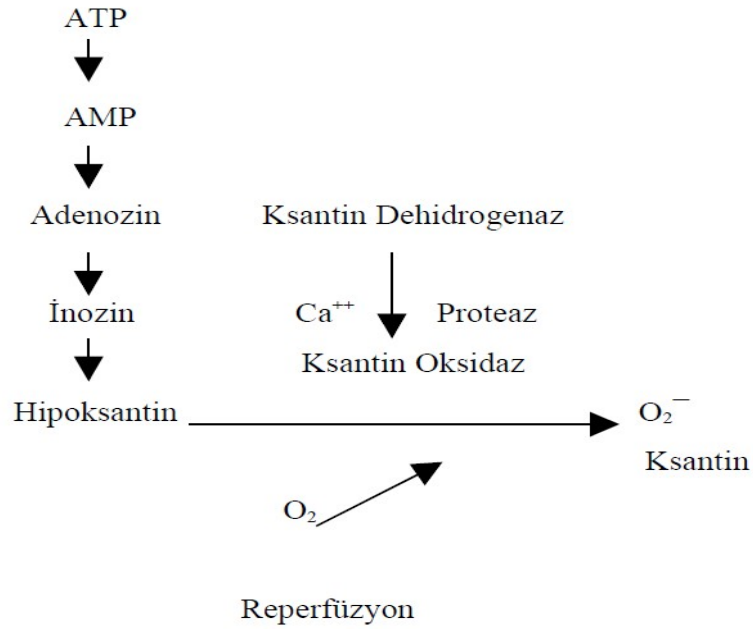 ATP
AMP
Adenozin
Ksantin Dehidrogenaz
İnozin
Ca⁺⁺
Proteaz
Ksantin Oksidaz
Hipoksantin
O₂⁻
Ksantin
O₂
Reperfüzyon